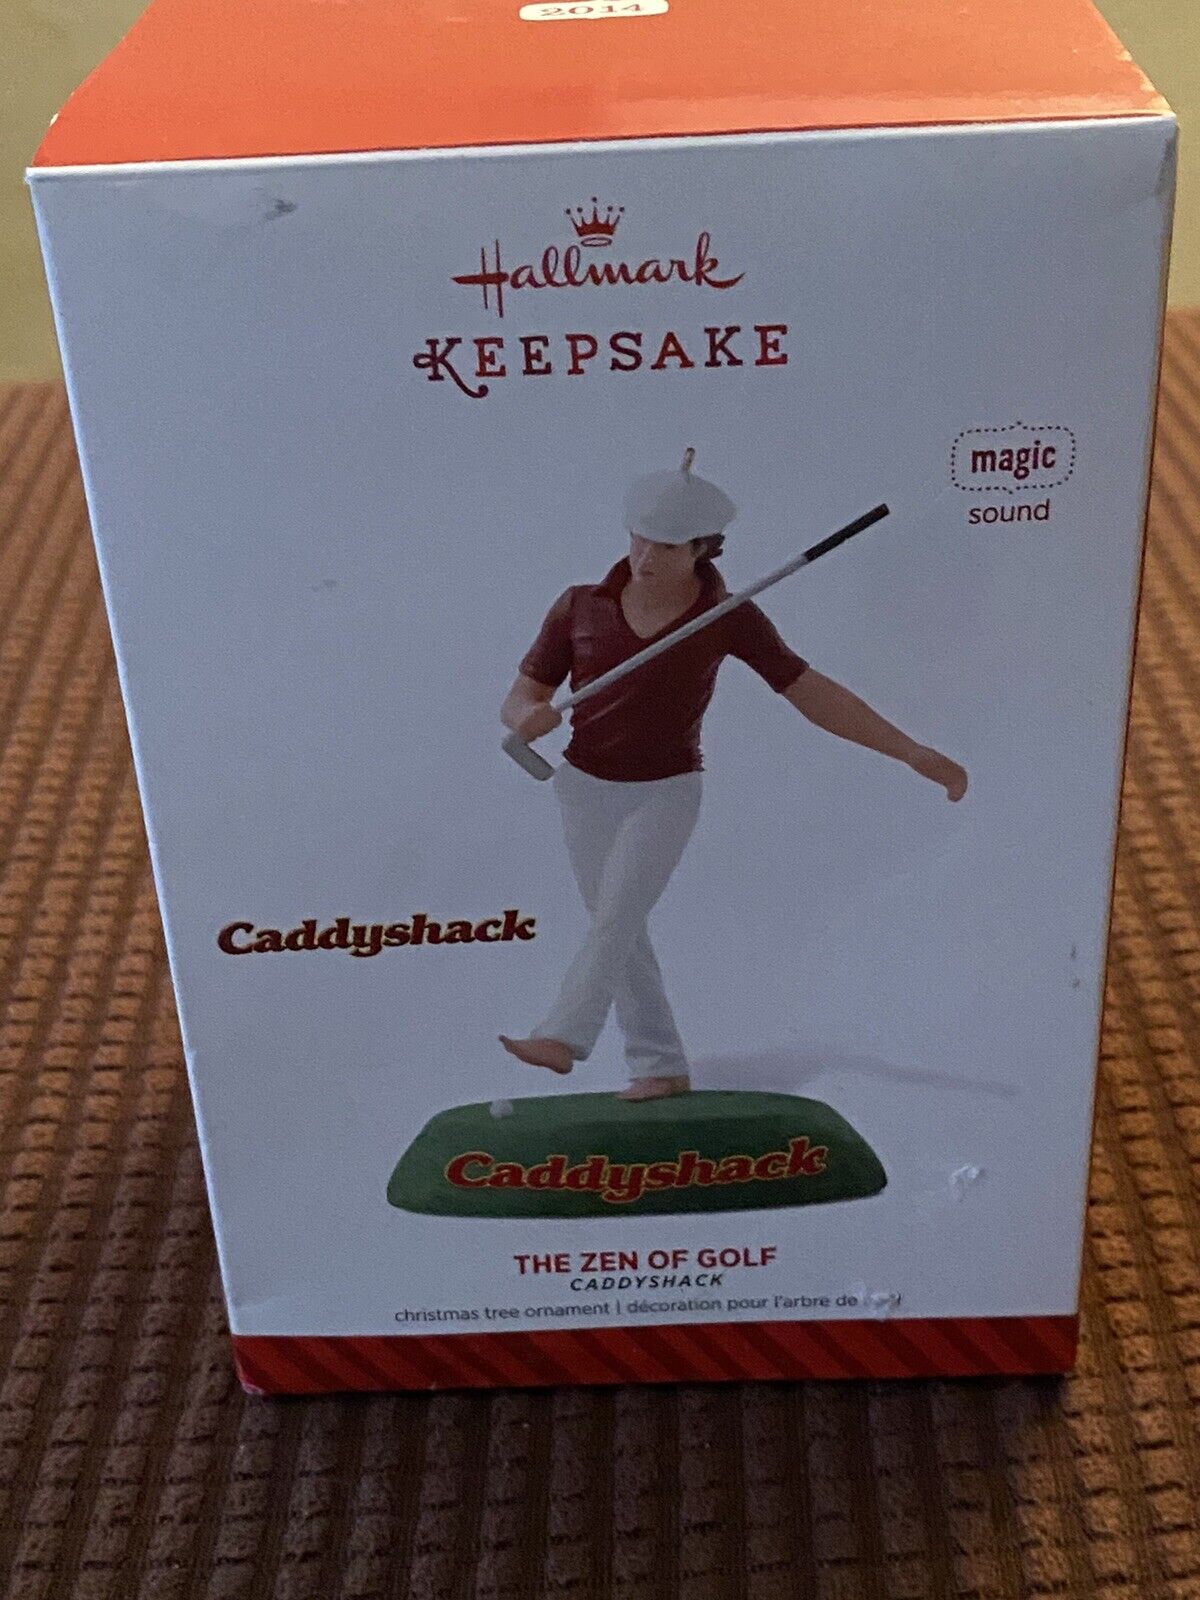 2014
Hallmark
KEEPSAKE
magic
sound
Caddyshack
Caddyshack
THE ZEN OF GOLF
CADDYSHACK
christmas tree ornament | décoration pour l'arbre de